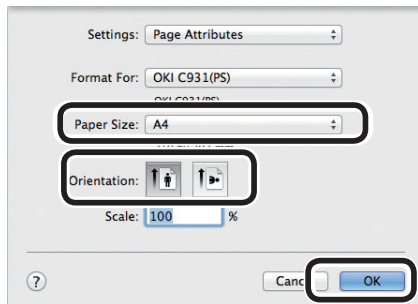 Settings: Page Attributes
Format For: OKI C931(PS)
OKI C931(PS)
Paper Size: A4
Orientation:
Scale: 100 %
? Canc OK